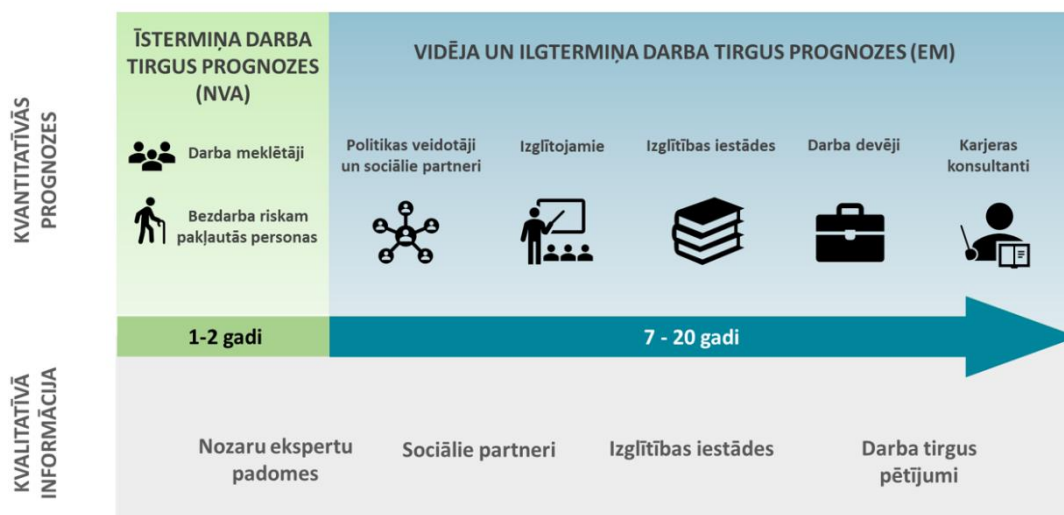 KVANTITATĪVĀS
PROGNOZES
ĪSTERMIŅA DARBA
TIRGUS PROGNOZES
(NVA)
Darba meklētāji
Bezdarba riskam
pakļautās personas
VIDĒJA UN ILGTERMIŅA DARBA TIRGUS PROGNOZES (EM)
Politikas veidotāji
un sociālie partneri
Izglītojamie
Izglītības iestādes
Darba devēji
Karjeras
konsultanti
1-2 gadi
7 - 20 gadi
KVALITATĪVĀ
INFORMĀCIJA
Nozaru ekspertu
padomes
Sociālie partneri
Izglītības iestādes
Darba tirgus
pētījumi